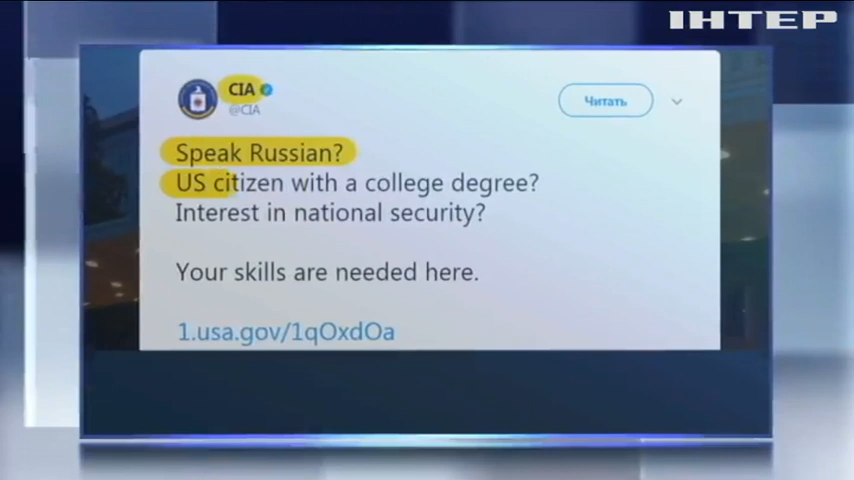 ІНТЕР
CIA
@CIA
Читать
Speak Russian?
US citizen with a college degree?
Interest in national security?
Your skills are needed here.
1.usa.gov/1qOxdOa